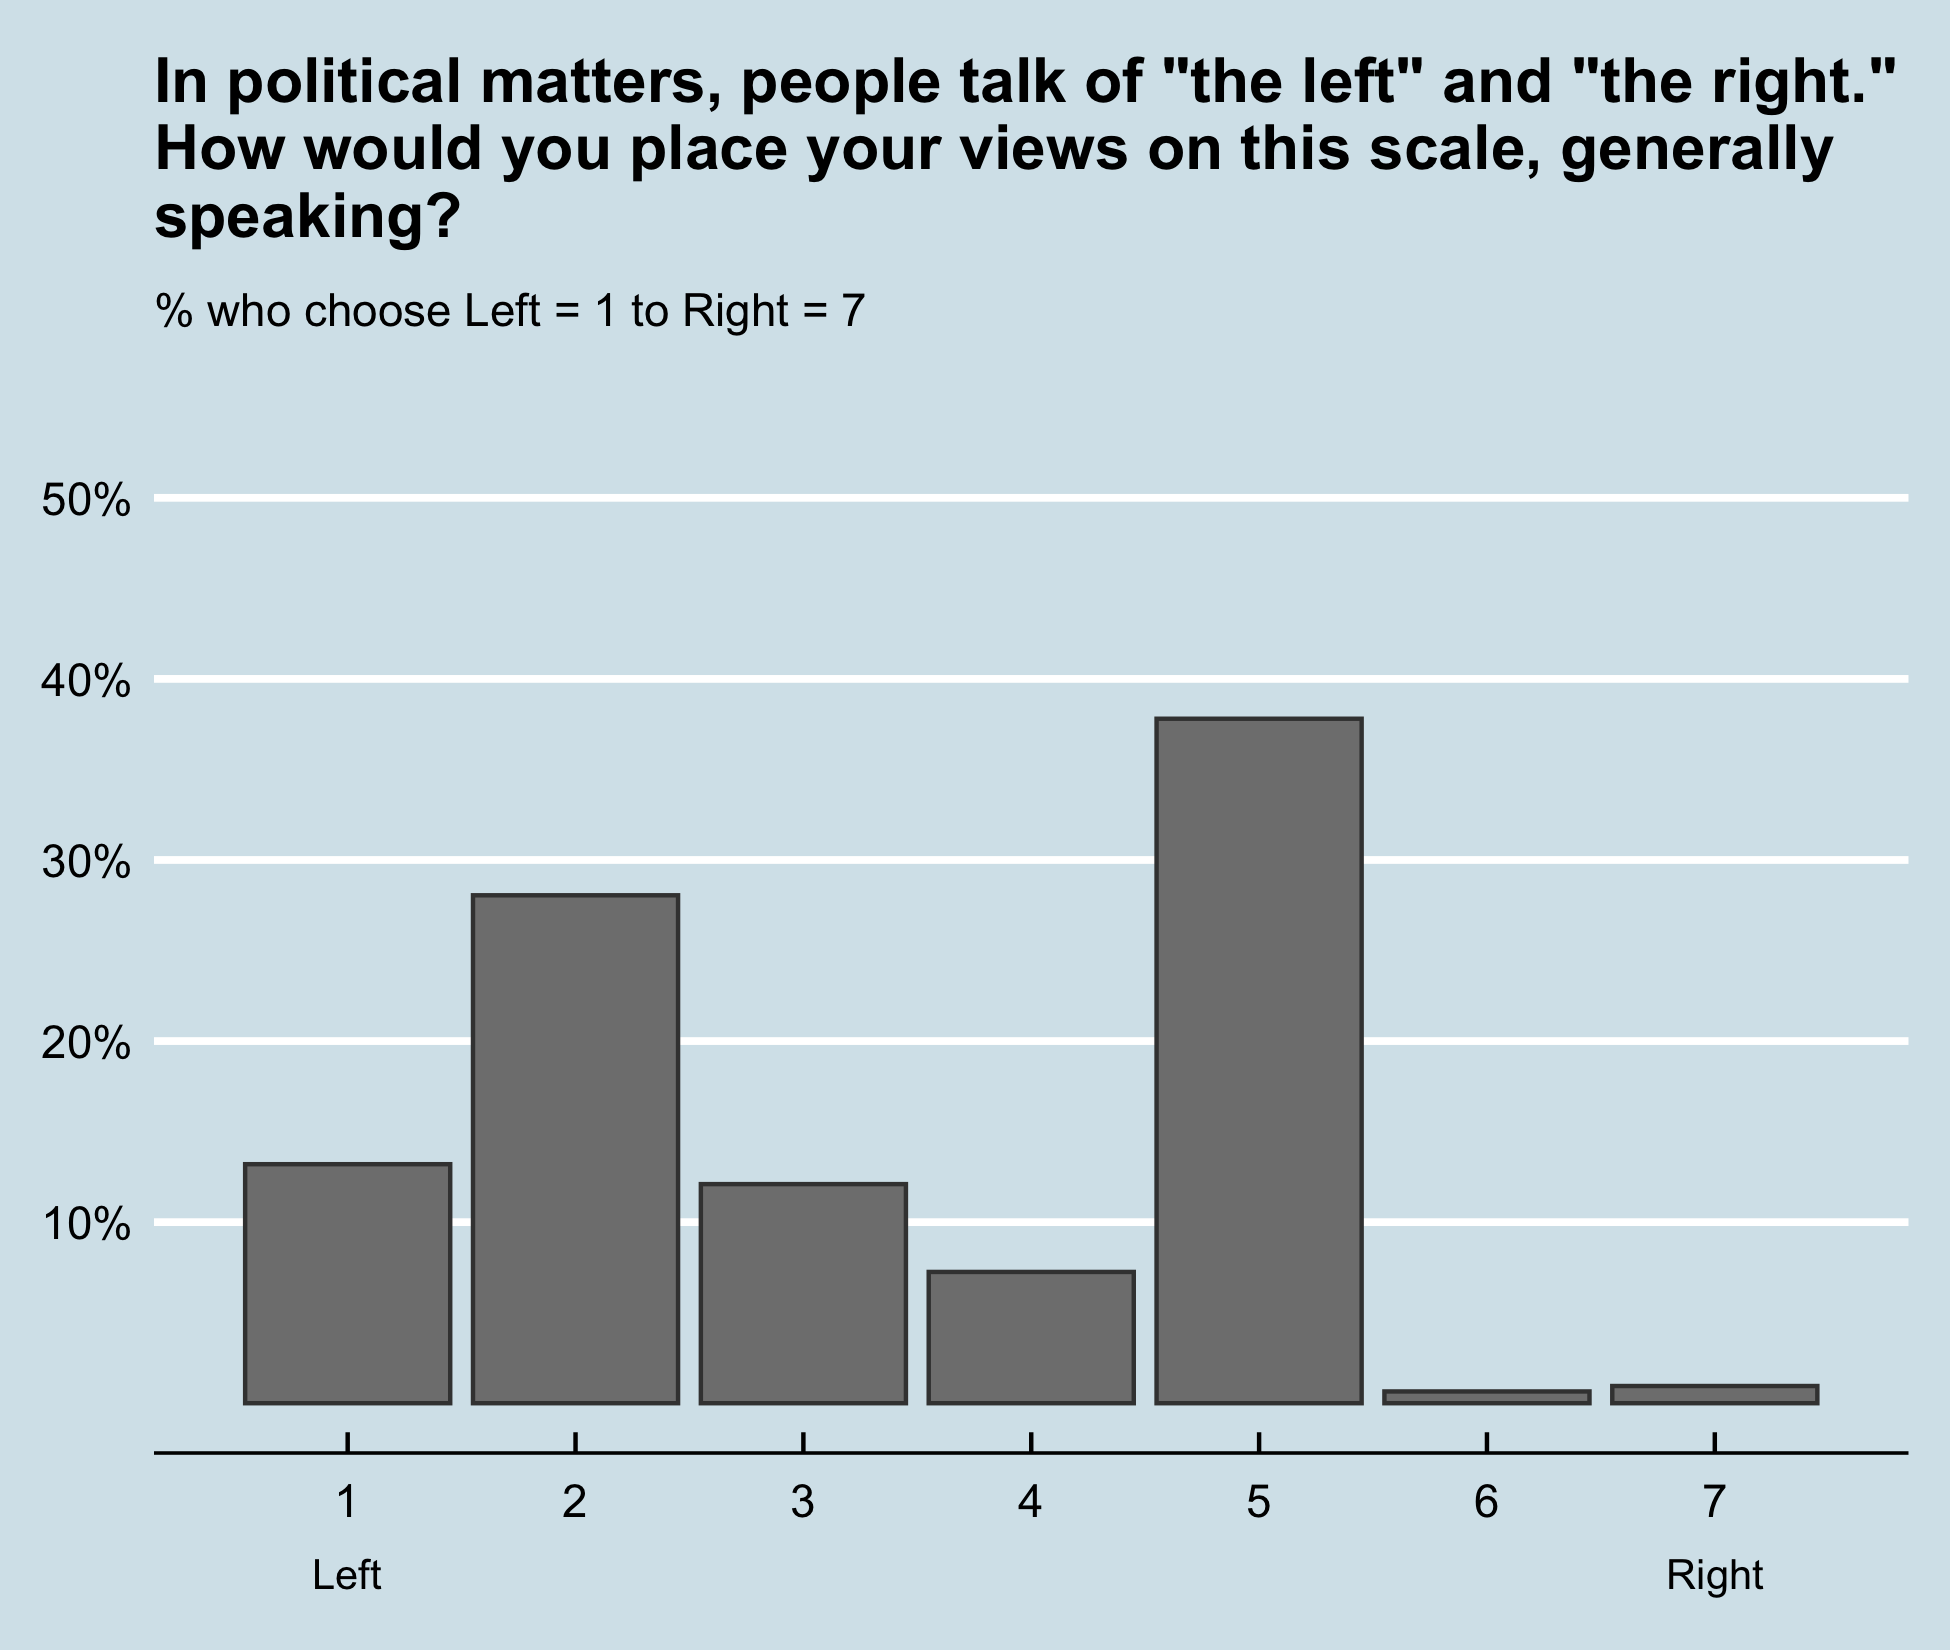 In political matters, people talk of "the left" and "the right."
How would you place your views on this scale, generally
speaking?
% who choose Left = 1 to Right = 7
50%
40%
30%
20%
10%
1 2 3 4 5 6 7
Left Right